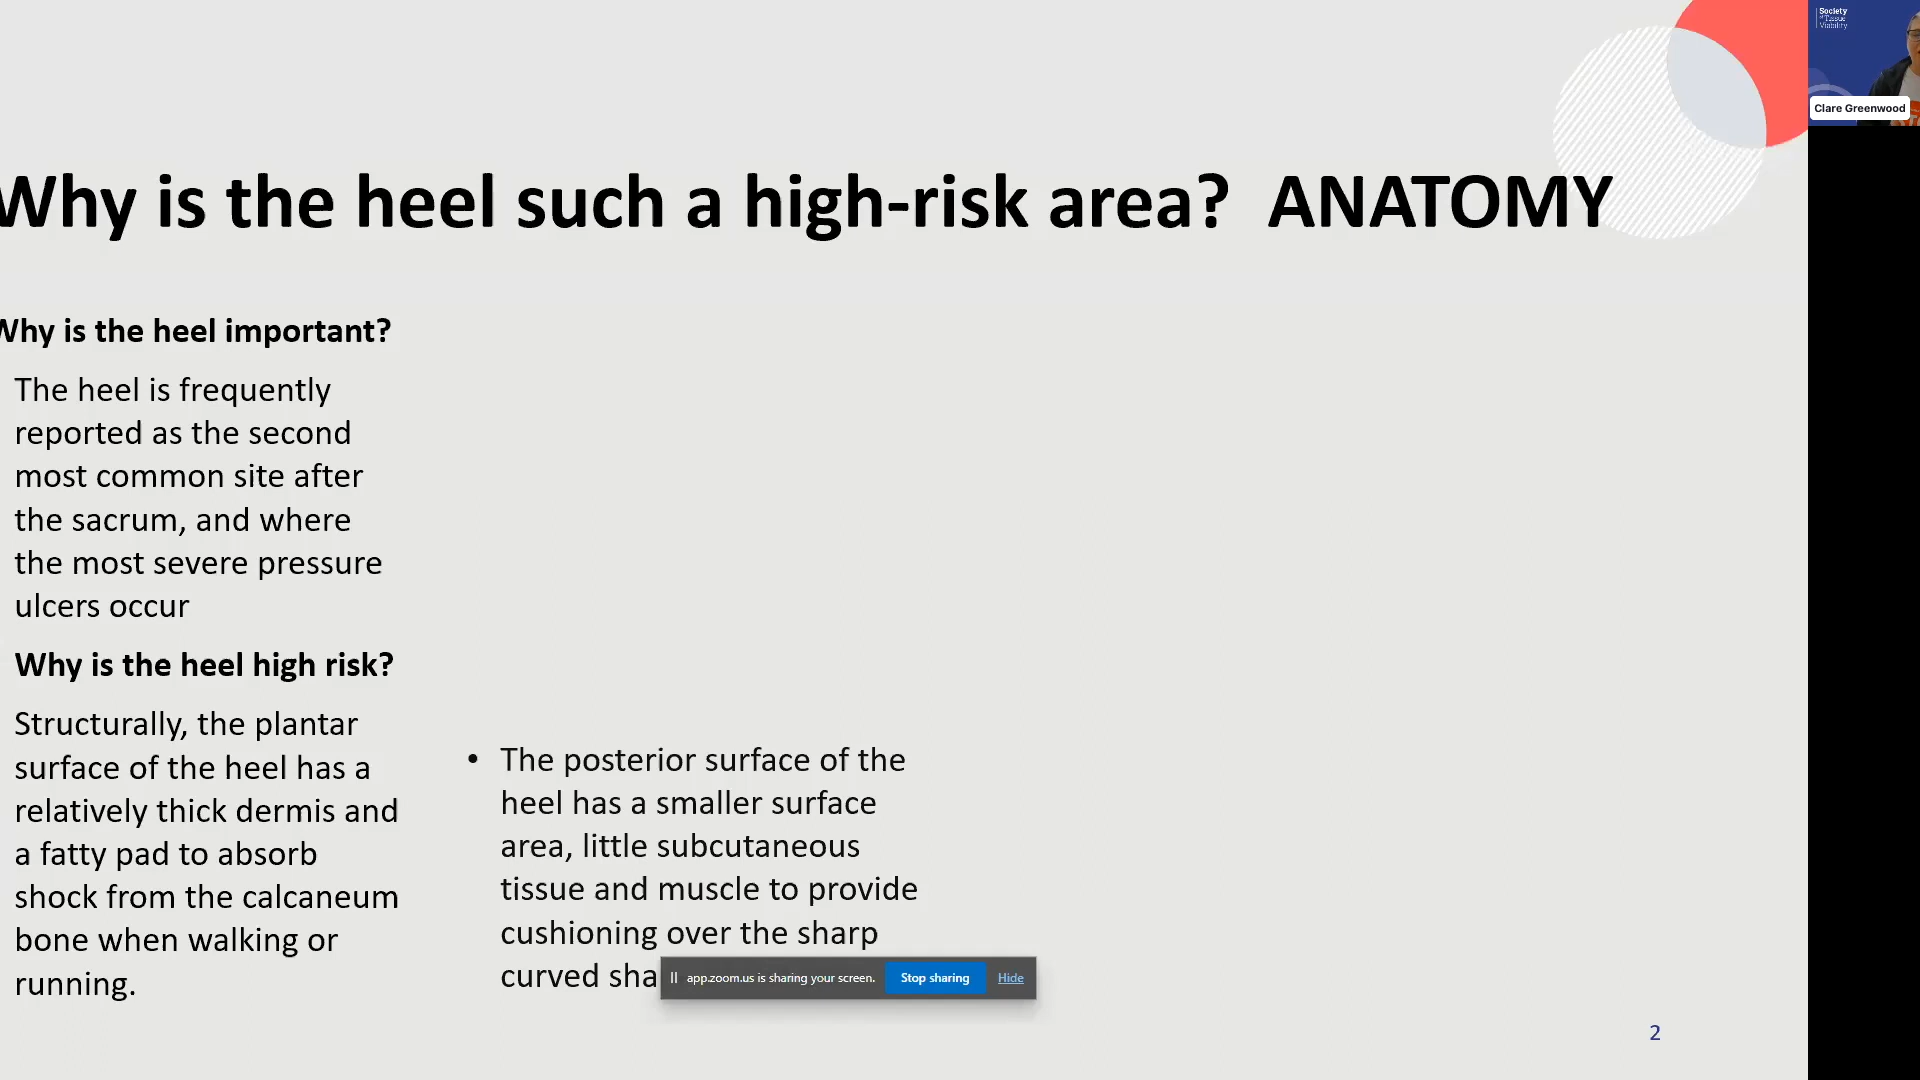 Society
of Tissue
Viability
Clare Greenwood
Why is the heel such a high-risk area? ANATOMY
Why is the heel important?
The heel is frequently
reported as the second
most common site after
the sacrum, and where
the most severe pressure
ulcers occur
Why is the heel high risk?
Structurally, the plantar
surface of the heel has a
relatively thick dermis and
a fatty pad to absorb
shock from the calcaneum
bone when walking or
running.
• The posterior surface of the
heel has a smaller surface
area, little subcutaneous
tissue and muscle to provide
cushioning over the sharp
curved sha
app.zoom.us is sharing your screen. Stop sharing Hide
2